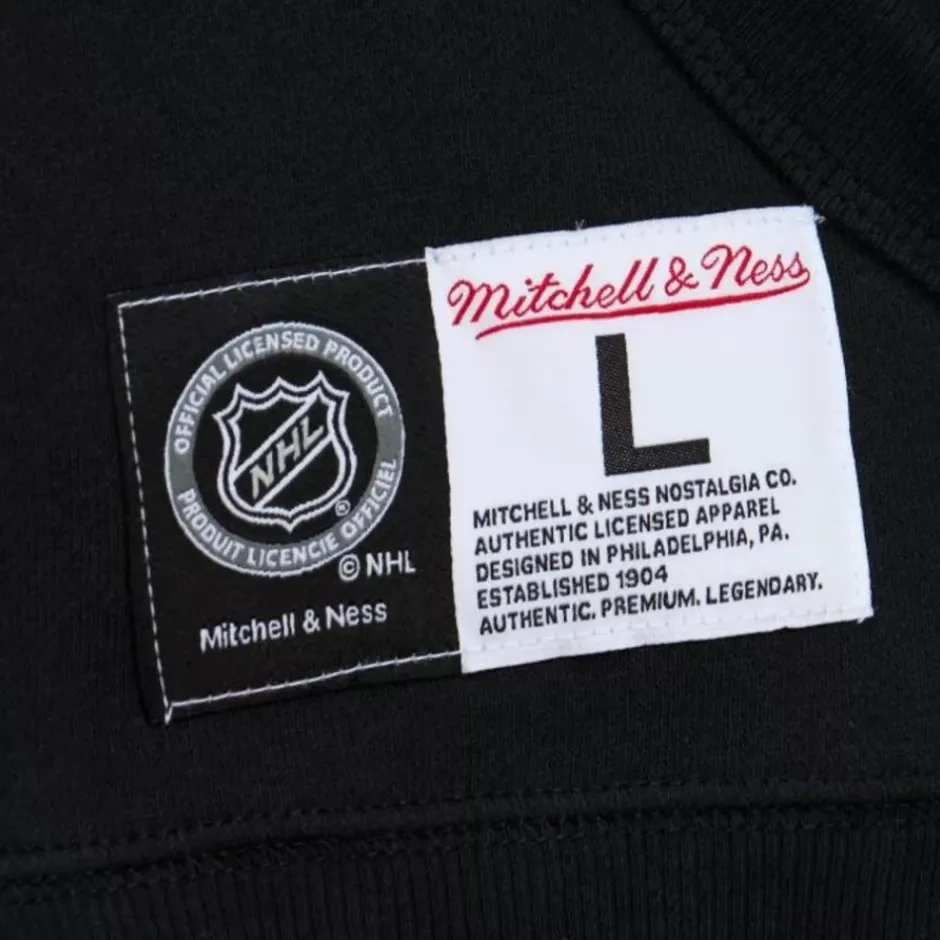 OFFICIAL LICENSED PRODUCT
NHL
®
PRODUIT LICENCIE OFFICIEL
© NHL
Mitchell & Ness
Mitchell & Ness
L
MITCHELL & NESS NOSTALGIA CO.
AUTHENTIC LICENSED APPAREL
DESIGNED IN PHILADELPHIA, PA.
ESTABLISHED 1904
AUTHENTIC. PREMIUM. LEGENDARY.